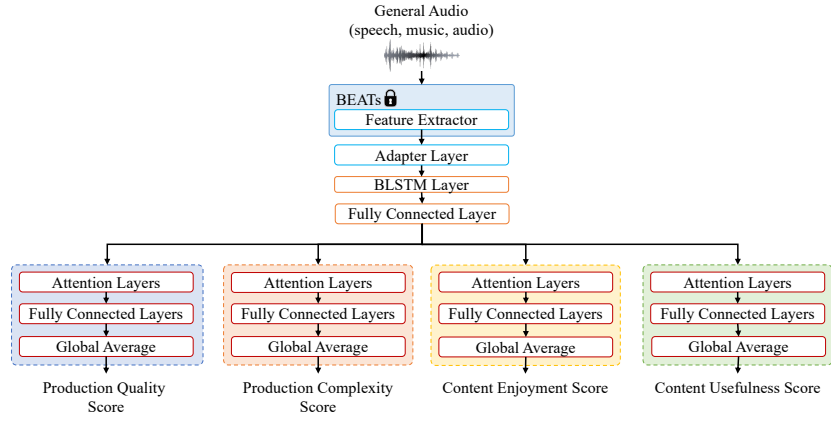 General Audio
(speech, music, audio)
BEATs
Feature Extractor
Adapter Layer
BLSTM Layer
Fully Connected Layer
Attention Layers
Fully Connected Layers
Global Average
Production Quality
Score
Attention Layers
Fully Connected Layers
Global Average
Production Complexity
Score
Attention Layers
Fully Connected Layers
Global Average
Content Enjoyment Score
Attention Layers
Fully Connected Layers
Global Average
Content Usefulness Score